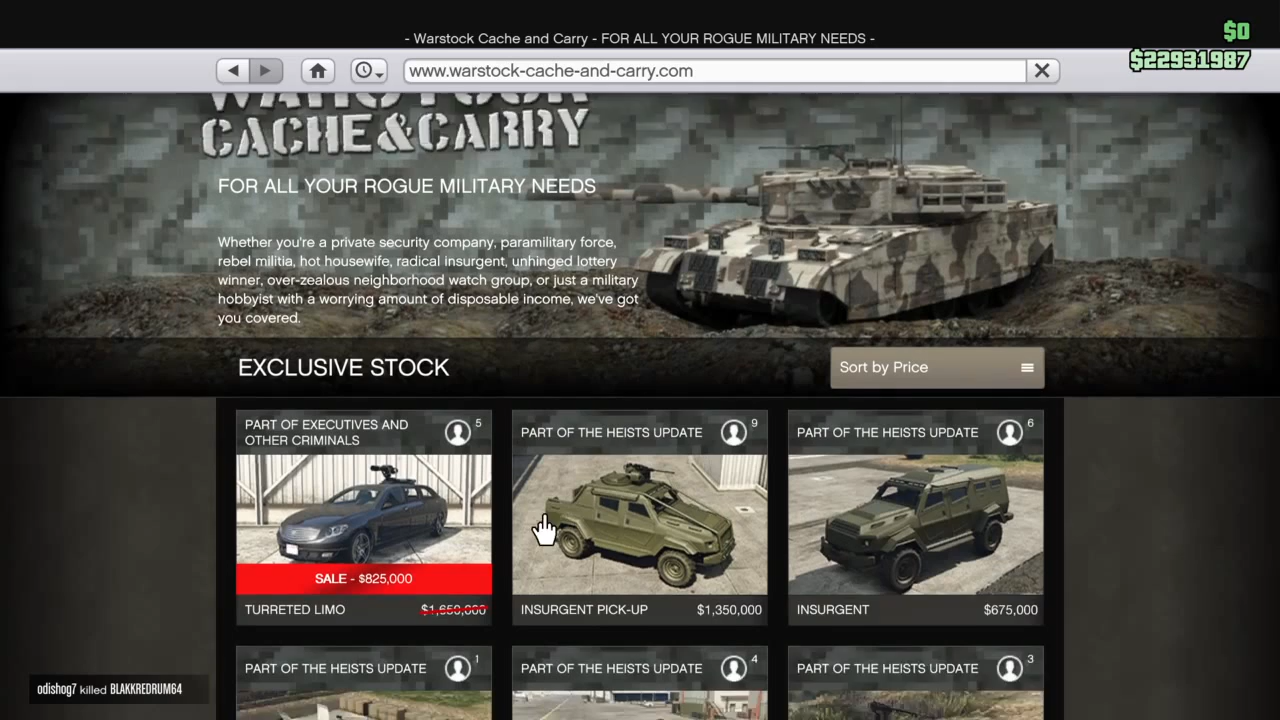 - Warstock Cache and Carry - FOR ALL YOUR ROGUE MILITARY NEEDS -
$0
$22931987
www.warstock-cache-and-carry.com
CACHE&CARRY
FOR ALL YOUR ROGUE MILITARY NEEDS
Whether you're a private security company, paramilitary force,
rebel militia, hot housewife, radical insurgent, unhinged lottery
winner, over-zealous neighborhood watch group, or just a military
hobbyist with a worrying amount of disposable income, we've got
you covered.
EXCLUSIVE STOCK
Sort by Price
PART OF EXECUTIVES AND
OTHER CRIMINALS
5
SALE - $825,000
TURRETED LIMO
$1,650,000
PART OF THE HEISTS UPDATE
9
INSURGENT PICK-UP
$1,350,000
PART OF THE HEISTS UPDATE
6
INSURGENT
$675,000
PART OF THE HEISTS UPDATE
1
PART OF THE HEISTS UPDATE
4
PART OF THE HEISTS UPDATE
3
odishog7 killed BLAKKREDRUM64